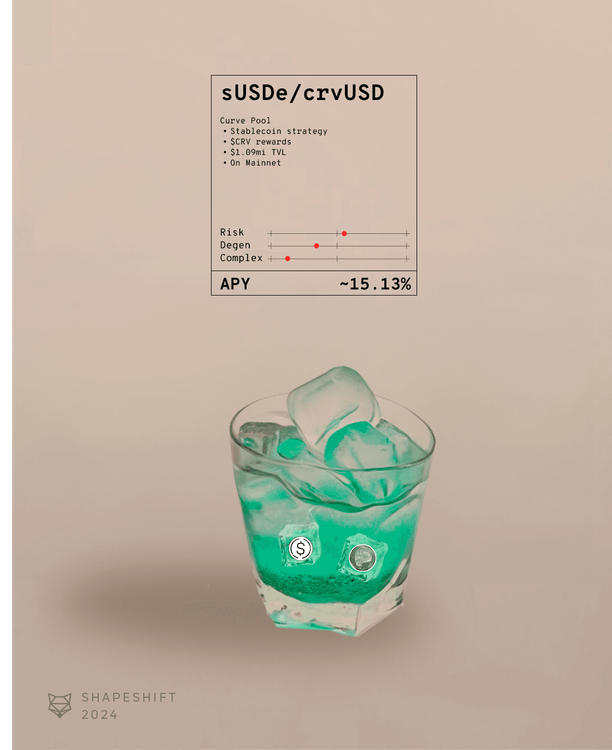 sUSDe/crvUSD
Curve Pool
• Stablecoin strategy
• $CRV rewards
• $1.09mi TVL
• On Mainnet
Risk
Degen
Complex
APY ~15.13%
$
SHAPESHIFT
2024